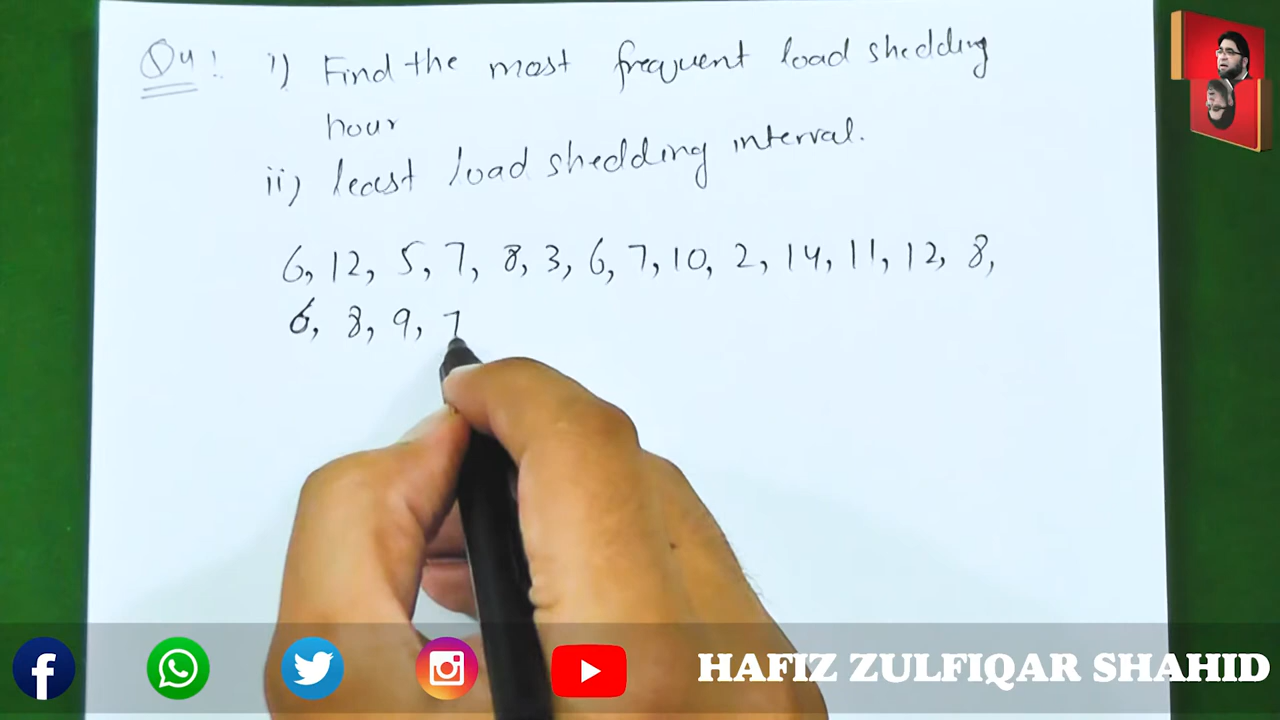 Q4: i) Find the most frequent load shedding
hour
ii) least load shedding interval.
6, 12, 5, 7, 8, 3, 6, 7, 10, 2, 14, 11, 12, 8,
6, 8, 9, 7
HAFIZ ZULFIQAR SHAHID